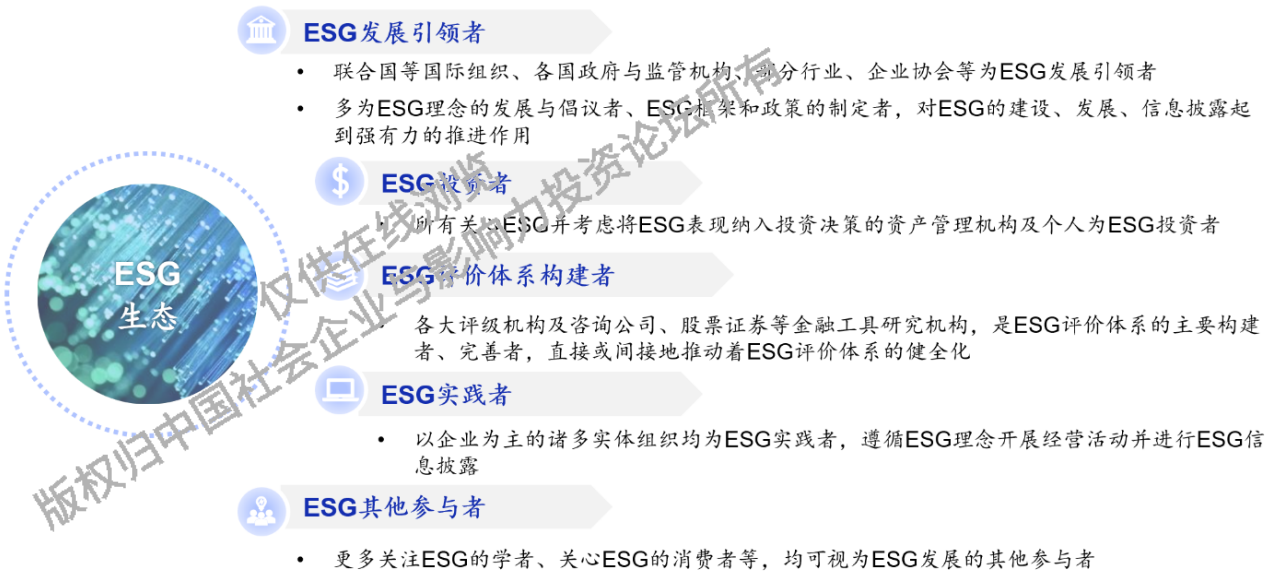 ESG发展引领者
• 联合国等国际组织、各国政府与监管机构、部分行业、企业协会等为ESG发展引领者
• 多为ESG理念的发展与倡议者、ESG框架和政策的制定者，对ESG的建设、发展、信息披露起
到强有力的推进作用
ESG投资者
• 所有关注ESG并考虑将ESG表现纳入投资决策的资产管理机构及个人为ESG投资者
ESG
生态
ESG评价体系构建者
• 各大评级机构及咨询公司、股票证券等金融工具研究机构，是ESG评价体系的主要构建
者、完善者，直接或间接地推动着ESG评价体系的健全化
ESG实践者
• 以企业为主的诸多实体组织均为ESG实践者，遵循ESG理念开展经营活动并进行ESG信
息披露
ESG其他参与者
• 更多关注ESG的学者、关心ESG的消费者等，均可视为ESG发展的其他参与者
仅供在线浏览
版权归中国社会企业与影响力投资论坛所有